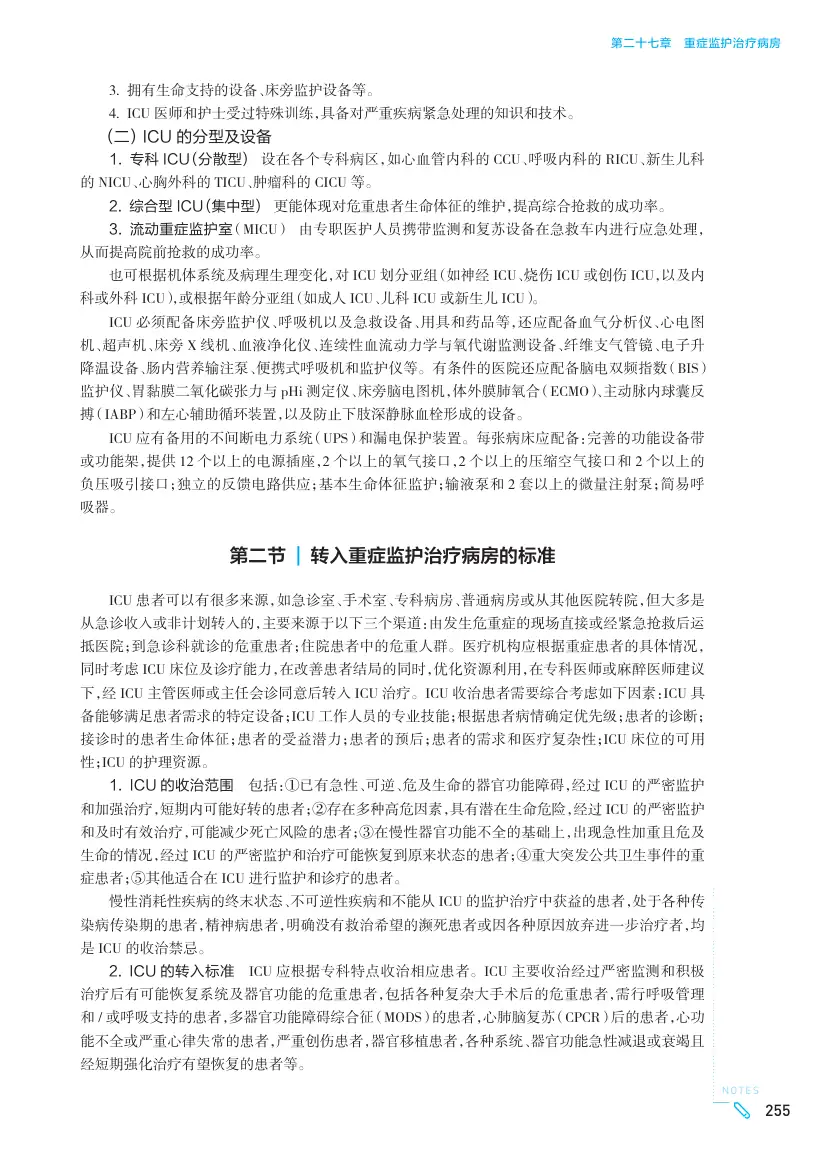 第二十七章 重症监护治疗病房
3. 拥有生命支持的设备、床旁监护设备等。
4. ICU 医师和护士受过特殊训练,具备对严重疾病紧急处理的知识和技术。
（二）ICU 的分型及设备
1. 专科 ICU（分散型） 设在各个专科病区,如心血管内科的 CCU、呼吸内科的 RICU、新生儿科
的 NICU、心胸外科的 TICU、肿瘤科的 CICU 等。
2. 综合型 ICU（集中型） 更能体现对危重患者生命体征的维护,提高综合抢救的成功率。
3. 流动重症监护室（MICU） 由专职医护人员携带监测和复苏设备在急救车内进行应急处理,
从而提高院前抢救的成功率。
也可根据机体系统及病理生理变化,对 ICU 划分亚组（如神经 ICU、烧伤 ICU 或创伤 ICU,以及内
科或外科 ICU）,或根据年龄分亚组（如成人 ICU、儿科 ICU 或新生儿 ICU）。
ICU 必须配备床旁监护仪、呼吸机以及急救设备、用具和药品等,还应配备血气分析仪、心电图
机、超声机、床旁 X 线机、血液净化仪、连续性血流动力学与氧代谢监测设备、纤维支气管镜、电子升
降温设备、肠内营养输注泵、便携式呼吸机和监护仪等。有条件的医院还应配备脑电双频指数（BIS）
监护仪、胃黏膜二氧化碳张力与 pHi 测定仪、床旁脑电图机,体外膜肺氧合（ECMO）、主动脉内球囊反
搏（IABP）和左心辅助循环装置,以及防止下肢深静脉血栓形成的设备。
ICU 应有备用的不间断电力系统（UPS）和漏电保护装置。每张病床应配备:完善的功能设备带
或功能架,提供 12 个以上的电源插座,2 个以上的氧气接口,2 个以上的压缩空气接口和 2 个以上的
负压吸引接口;独立的反馈电路供应;基本生命体征监护;输液泵和 2 套以上的微量注射泵;简易呼
吸器。
第二节 | 转入重症监护治疗病房的标准
ICU 患者可以有很多来源,如急诊室、手术室、专科病房、普通病房或从其他医院转院,但大多是
从急诊收入或非计划转入的,主要来源于以下三个渠道:由发生危重症的现场直接或经紧急抢救后运
抵医院;到急诊科就诊的危重患者;住院患者中的危重人群。医疗机构应根据重症患者的具体情况,
同时考虑 ICU 床位及诊疗能力,在改善患者结局的同时,优化资源利用,在专科医师或麻醉医师建议
下,经 ICU 主管医师或主任会诊同意后转入 ICU 治疗。ICU 收治患者需要综合考虑如下因素:ICU 具
备能够满足患者需求的特定设备;ICU 工作人员的专业技能;根据患者病情确定优先级;患者的诊断;
接诊时的患者生命体征;患者的受益潜力;患者的预后;患者的需求和医疗复杂性;ICU 床位的可用
性;ICU 的护理资源。
1. ICU 的收治范围 包括:①已有急性、可逆、危及生命的器官功能障碍,经过 ICU 的严密监护
和加强治疗,短期内可能好转的患者;②存在多种高危因素,具有潜在生命危险,经过 ICU 的严密监护
和及时有效治疗,可能减少死亡风险的患者;③在慢性器官功能不全的基础上,出现急性加重且危及
生命的情况,经过 ICU 的严密监护和治疗可能恢复到原来状态的患者;④重大突发公共卫生事件的重
症患者;⑤其他适合在 ICU 进行监护和诊疗的患者。
慢性消耗性疾病的终末状态、不可逆性疾病和不能从 ICU 的监护治疗中获益的患者,处于各种传
染病传染期的患者,精神病患者,明确没有救治希望的濒死患者或因各种原因放弃进一步治疗者,均
是 ICU 的收治禁忌。
2. ICU 的转入标准 ICU 应根据专科特点收治相应患者。ICU 主要收治经过严密监测和积极
治疗后有可能恢复系统及器官功能的危重患者,包括各种复杂大手术后的危重患者,需行呼吸管理
和 / 或呼吸支持的患者,多器官功能障碍综合征（MODS）的患者,心肺脑复苏（CPCR）后的患者,心功
能不全或严重心律失常的患者,严重创伤患者,器官移植患者,各种系统、器官功能急性减退或衰竭且
经短期强化治疗有望恢复的患者等。
NOTES
255